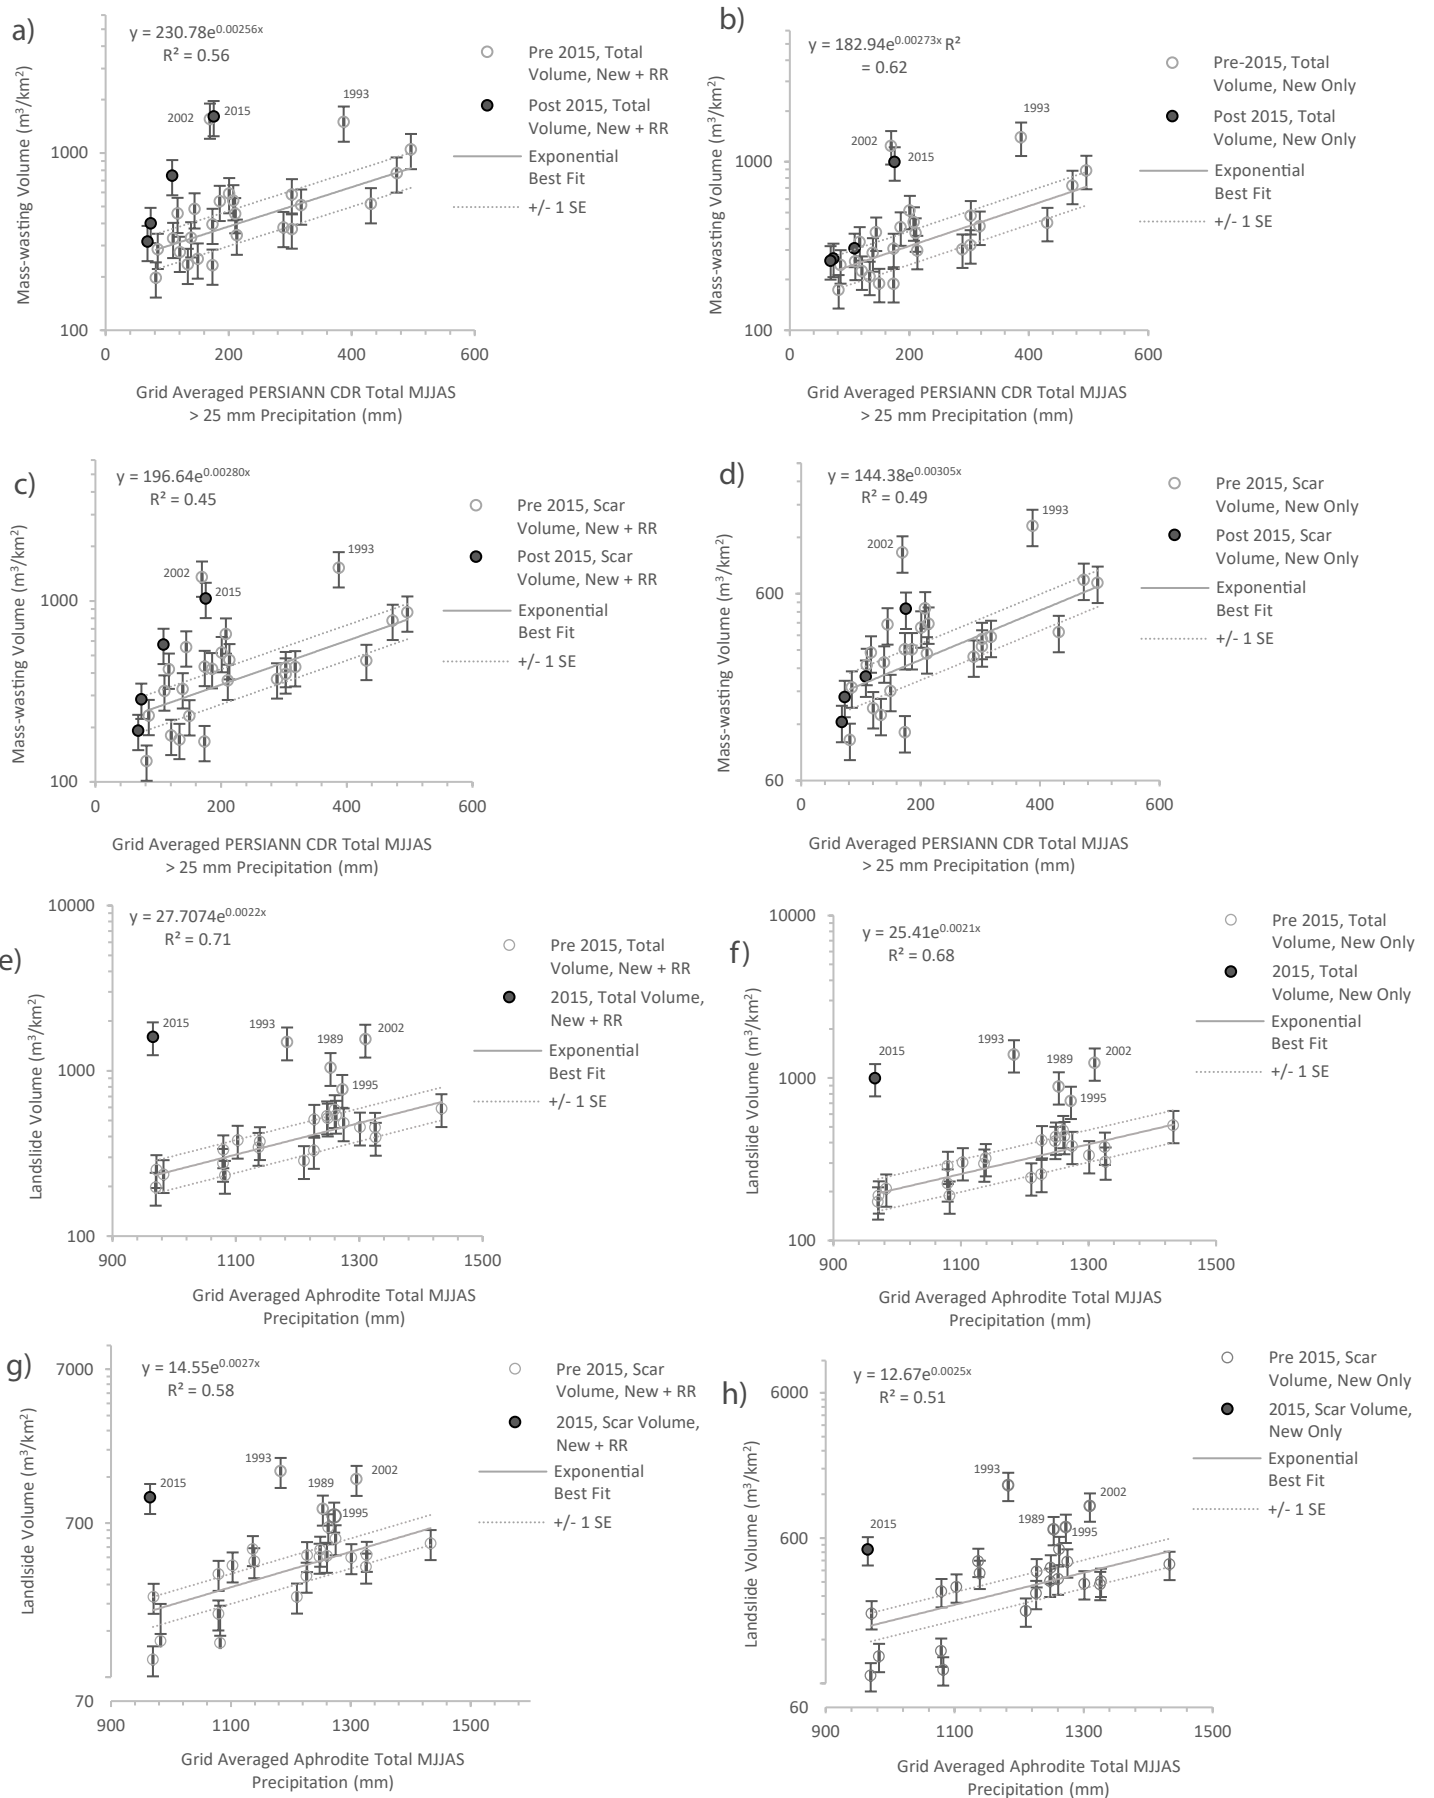 a)
y = 230.78e^0.00256x
R² = 0.56
Mass-wasting Volume (m³/km²)
1000
100
0 200 400 600
2002
2015
1993
Pre 2015, Total
Volume, New + RR
Post 2015, Total
Volume, New + RR
Exponential
Best Fit
+/- 1 SE
Grid Averaged PERSIANN CDR Total MJJAS
> 25 mm Precipitation (mm)
b)
y = 182.94e^0.00273x R²
= 0.62
Mass-wasting Volume (m³/km²)
1000
100
0 200 400 600
2002
2015
1993
Pre-2015, Total
Volume, New Only
Post 2015, Total
Volume, New Only
Exponential
Best Fit
+/- 1 SE
Grid Averaged PERSIANN CDR Total MJJAS
> 25 mm Precipitation (mm)
c)
y = 196.64e^0.00280x
R² = 0.45
Mass-wasting Volume (m³/km²)
1000
100
0 200 400 600
2002
2015
1993
Pre 2015, Scar
Volume, New + RR
Post 2015, Scar
Volume, New + RR
Exponential
Best Fit
+/- 1 SE
Grid Averaged PERSIANN CDR Total MJJAS
> 25 mm Precipitation (mm)
d)
y = 144.38e^0.00305x
R² = 0.49
Mass-wasting Volume (m³/km²)
600
60
0 200 400 600
2002
1993
Pre 2015, Scar
Volume, New Only
Post 2015, Scar
Volume, New Only
Exponential
Best Fit
+/- 1 SE
Grid Averaged PERSIANN CDR Total MJJAS
> 25 mm Precipitation (mm)
e)
y = 27.7074e^0.0022x
R² = 0.71
Landslide Volume (m³/km²)
10000
1000
100
900 1100 1300 1500
2015
1993
1989
2002
1995
Pre 2015, Total
Volume, New + RR
2015, Total Volume,
New + RR
Exponential
Best Fit
+/- 1 SE
Grid Averaged Aphrodite Total MJJAS
Precipitation (mm)
f)
y = 25.41e^0.0021x
R² = 0.68
Landslide Volume (m³/km²)
10000
1000
100
900 1100 1300 1500
2015
1993
1989
2002
1995
Pre 2015, Total
Volume, New Only
2015, Total
Volume, New Only
Exponential
Best Fit
+/- 1 SE
Grid Averaged Aphrodite Total MJJAS
Precipitation (mm)
g)
y = 14.55e^0.0027x
R² = 0.58
Landlside Volume (m³/km²)
7000
700
70
900 1100 1300 1500
2015
1993
1989
2002
1995
Pre 2015, Scar
Volume, New + RR
2015, Scar Volume,
New + RR
Exponential
Best Fit
+/- 1 SE
Grid Averaged Aphrodite Total MJJAS
Precipitation (mm)
h)
y = 12.67e^0.0025x
R² = 0.51
Landslide Volume (m³/km²)
6000
600
60
900 1100 1300 1500
2015
1993
1989
2002
1995
Pre 2015, Scar
Volume, New Only
2015, Scar Volume,
New Only
Exponential
Best Fit
+/- 1 SE
Grid Averaged Aphrodite Total MJJAS
Precipitation (mm)